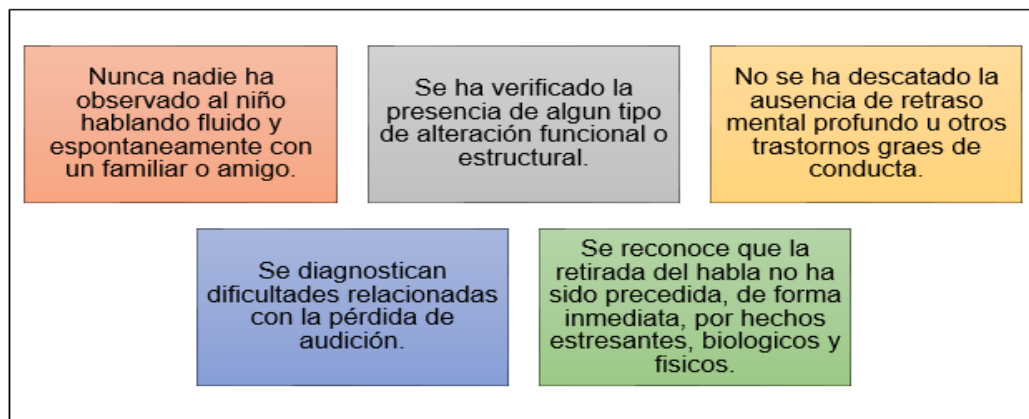 Nunca nadie ha
observado al niño
hablando fluido y
espontaneamente con
un familiar o amigo.
Se ha verificado la
presencia de algun tipo
de alteración funcional o
estructural.
No se ha descatado la
ausencia de retraso
mental profundo u otros
trastornos graes de
conducta.
Se diagnostican
dificultades relacionadas
con la pérdida de
audición.
Se reconoce que la
retirada del habla no ha
sido precedida, de forma
inmediata, por hechos
estresantes, biologicos y
fisicos.